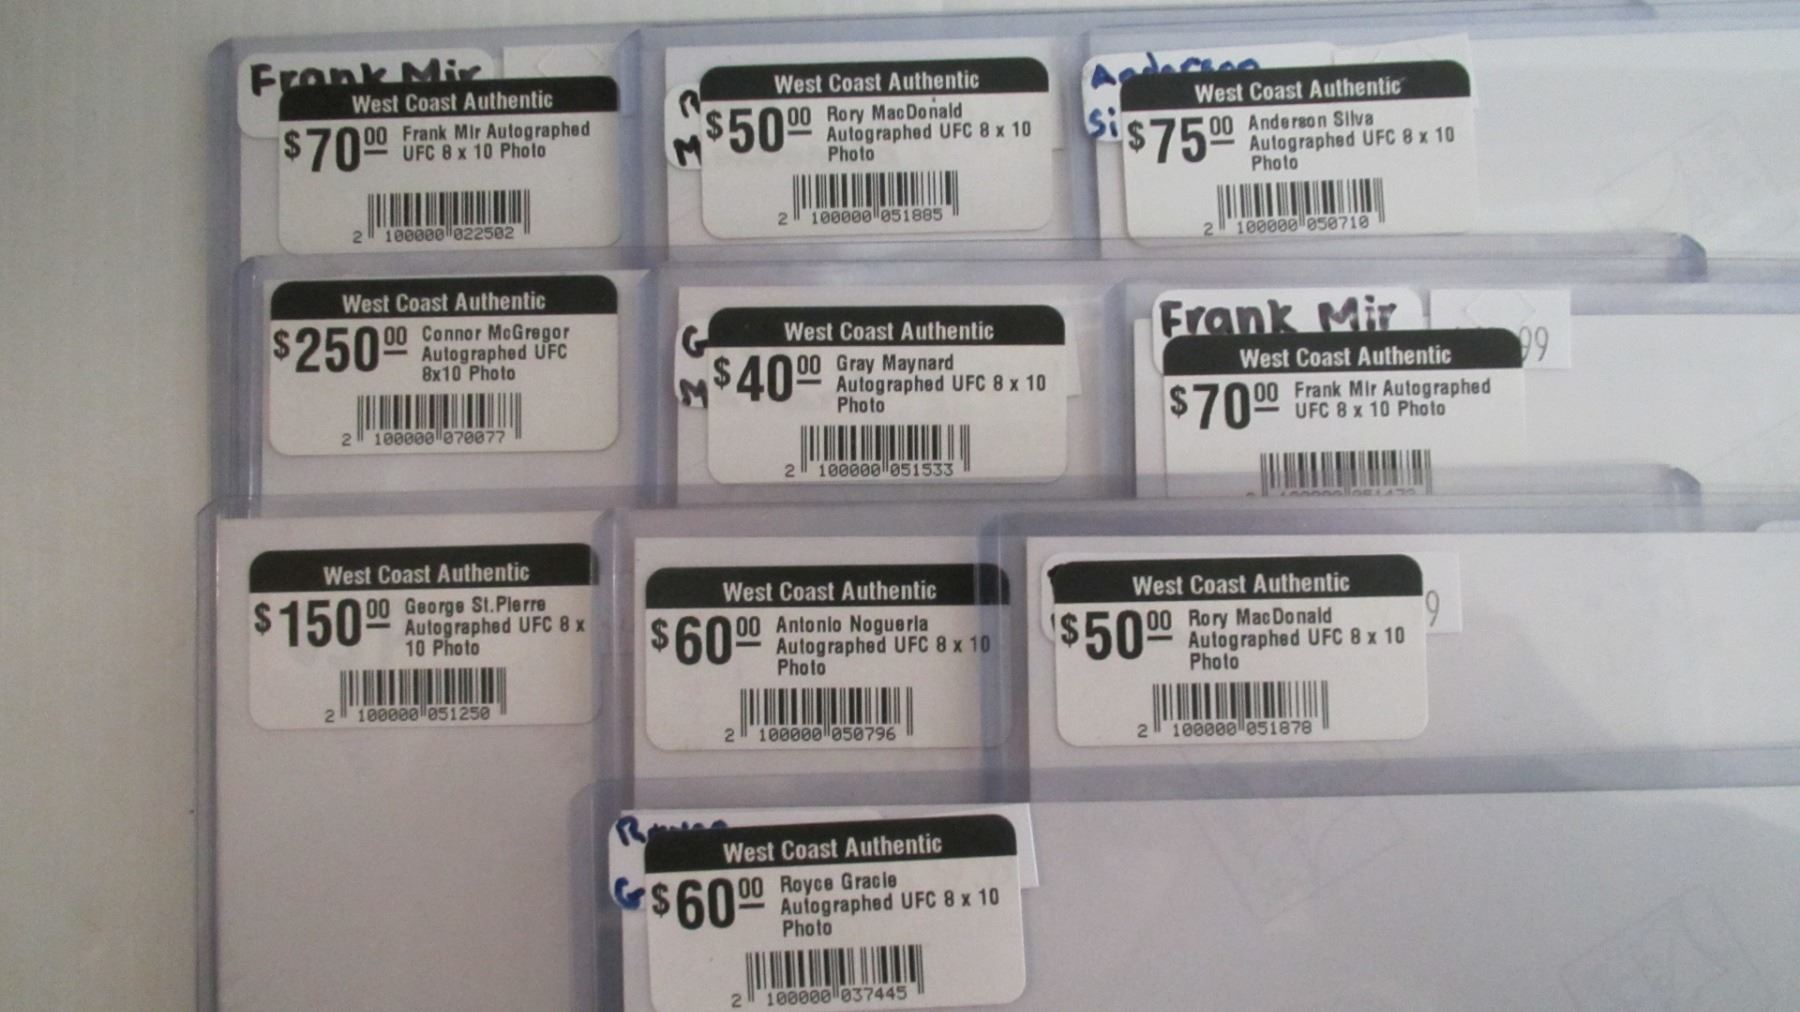 Frank Mir
West Coast Authentic
$70.00 Frank Mir Autographed
UFC 8 x 10 Photo
2 100000 022502
R
M
West Coast Authentic
$50.00 Rory MacDonald
Autographed UFC 8 x 10
Photo
2 100000 051885
Anderson
Si
West Coast Authentic
$75.00 Anderson Silva
Autographed UFC 8 x 10
Photo
2 100000 050710
West Coast Authentic
$250.00 Connor McGregor
Autographed UFC
8x10 Photo
2 100000 070077
G
M
West Coast Authentic
$40.00 Gray Maynard
Autographed UFC 8 x 10
Photo
2 100000 051533
Frank Mir
99
West Coast Authentic
$70.00 Frank Mir Autographed
UFC 8 x 10 Photo
West Coast Authentic
$150.00 George St.Pierre
Autographed UFC 8 x
10 Photo
2 100000 051250
West Coast Authentic
$60.00 Antonio Nogueria
Autographed UFC 8 x 10
Photo
2 100000 050796
West Coast Authentic
9
$50.00 Rory MacDonald
Autographed UFC 8 x 10
Photo
2 100000 051878
Royce
G
West Coast Authentic
$60.00 Royce Gracie
Autographed UFC 8 x 10
Photo
2 100000 037445